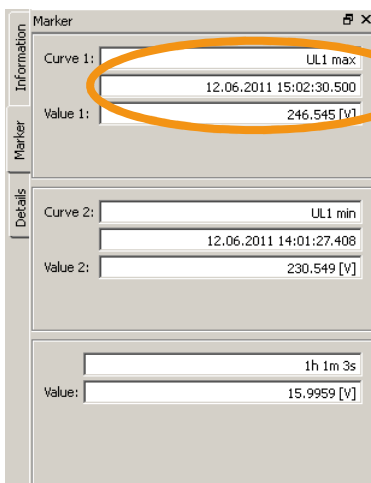 Marker
Information
Marker
Details
Curve 1: UL1 max
12.06.2011 15:02:30.500
Value 1: 246.545 [V]
Curve 2: UL1 min
12.06.2011 14:01:27.408
Value 2: 230.549 [V]
1h 1m 3s
Value: 15.9959 [V]